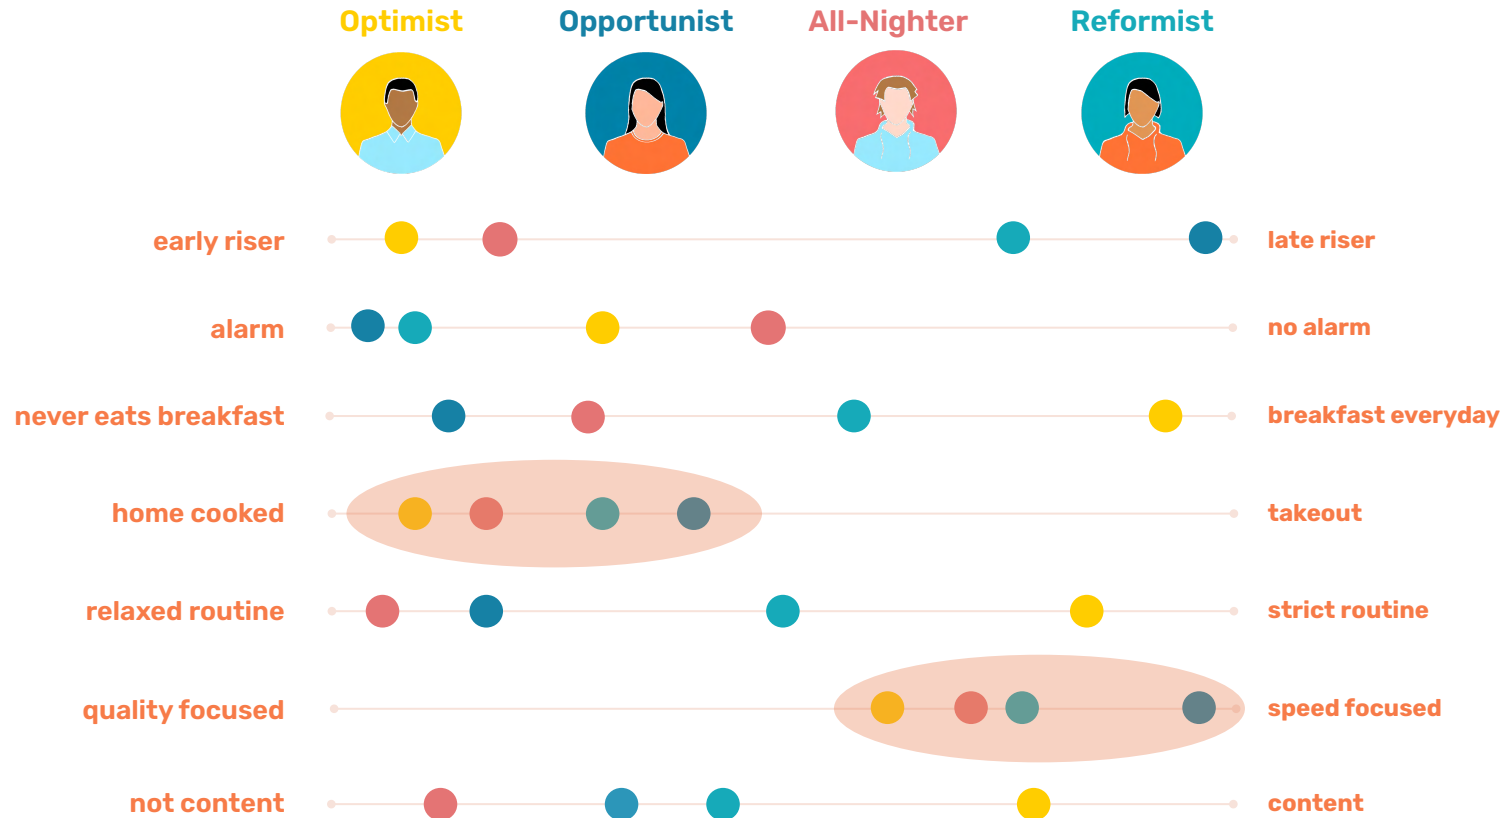 Optimist
Opportunist
All-Nighter
Reformist
early riser
late riser
alarm
no alarm
never eats breakfast
breakfast everyday
home cooked
takeout
relaxed routine
strict routine
quality focused
speed focused
not content
content